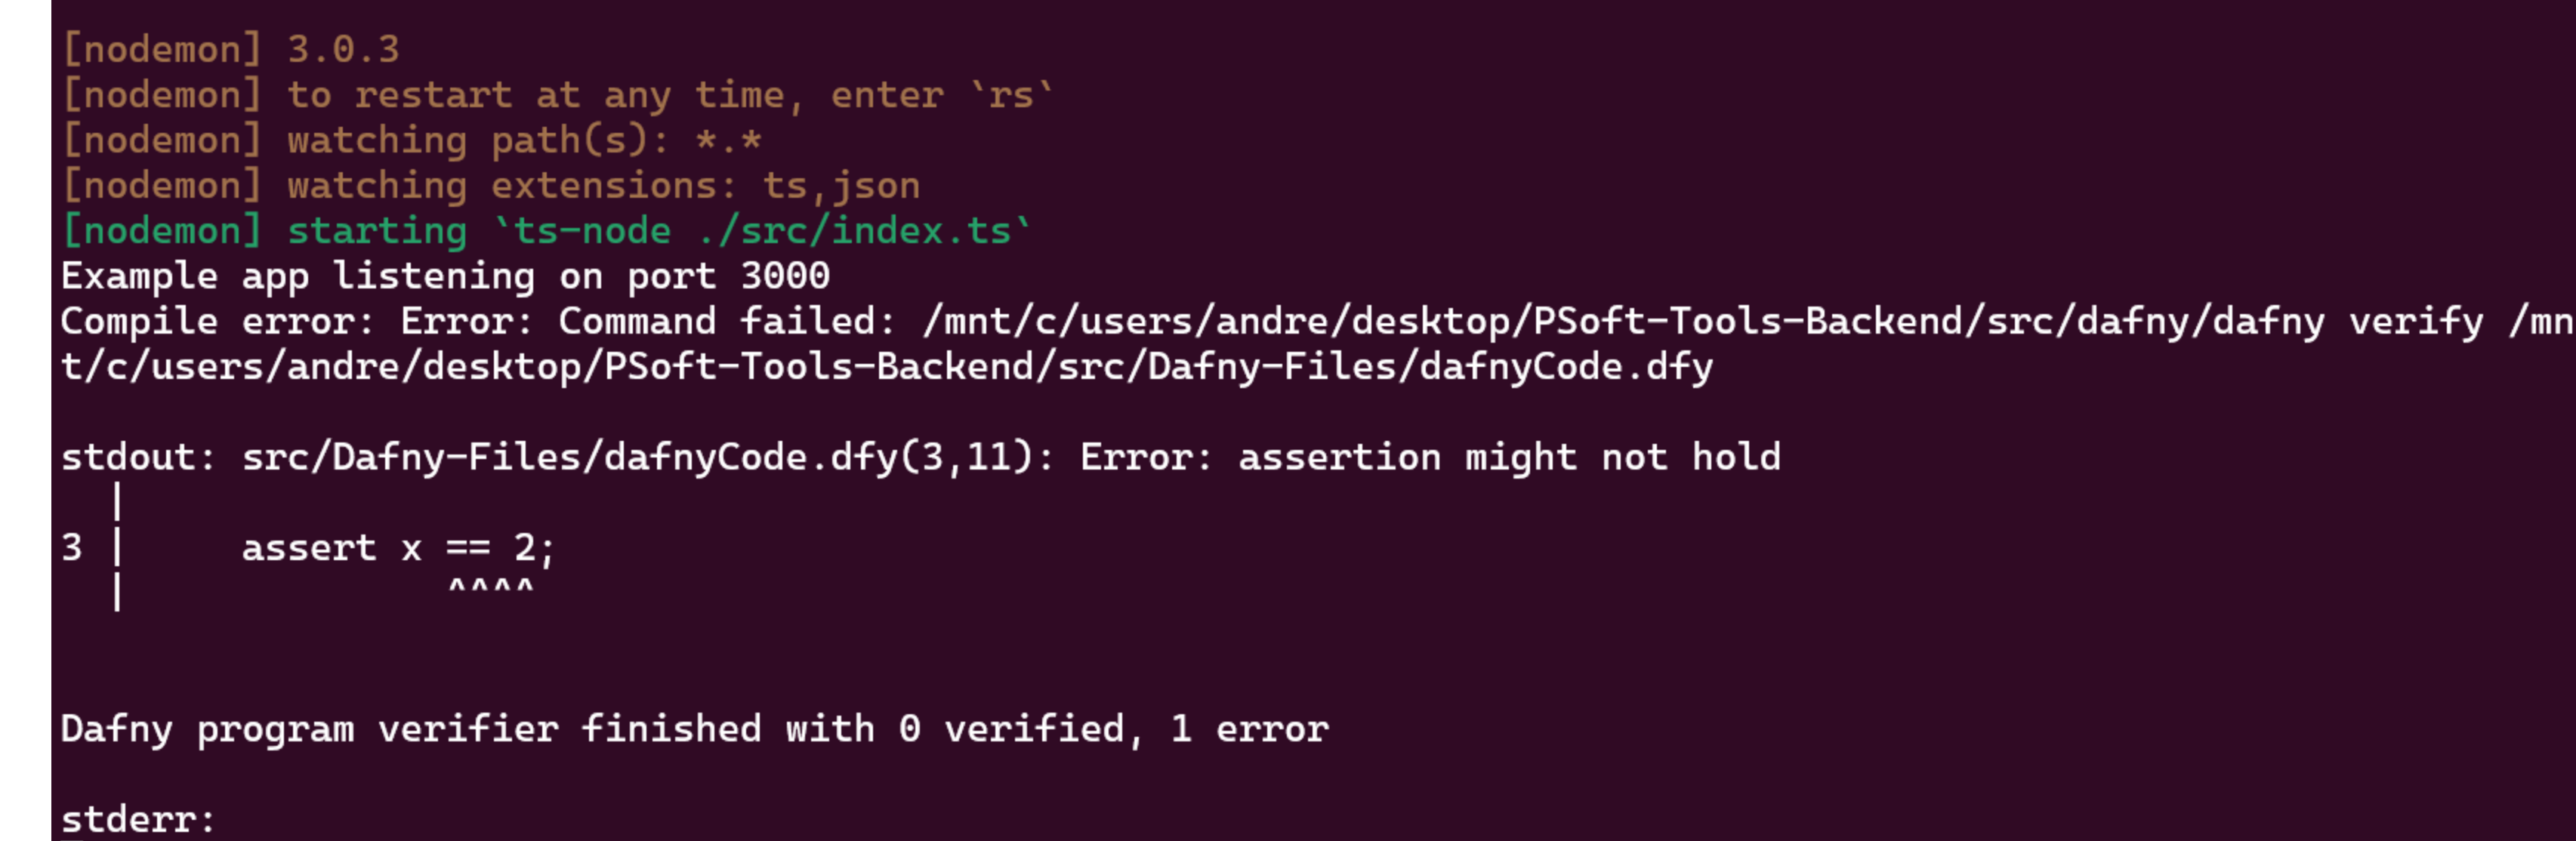 [nodemon] 3.0.3
[nodemon] to restart at any time, enter `rs`
[nodemon] watching path(s): *.*
[nodemon] watching extensions: ts,json
[nodemon] starting `ts-node ./src/index.ts`
Example app listening on port 3000
Compile error: Error: Command failed: /mnt/c/users/andre/desktop/PSoft-Tools-Backend/src/dafny/dafny verify /mn
t/c/users/andre/desktop/PSoft-Tools-Backend/src/Dafny-Files/dafnyCode.dfy
stdout: src/Dafny-Files/dafnyCode.dfy(3,11): Error: assertion might not hold
  |
3 |     assert x == 2;
  |              ^^^^
Dafny program verifier finished with 0 verified, 1 error
stderr: